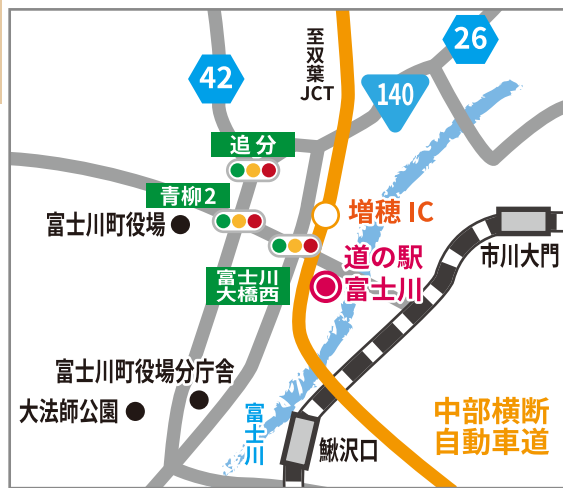 26
至双葉
JCT
42
140
追分
青柳2
増穂 IC
富士川町役場
道の駅
富士川
市川大門
富士川
大橋西
富士川町役場分庁舎
大法師公園
富士川
中部横断
自動車道
鰍沢口